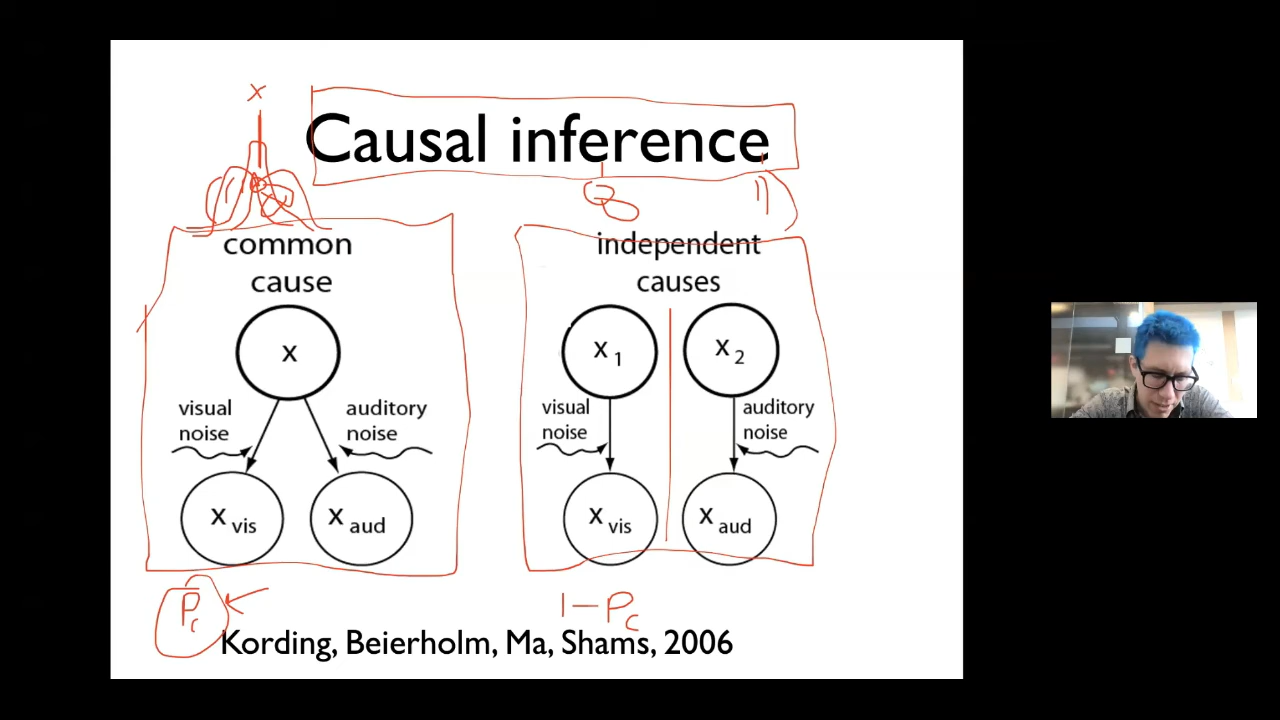 x
Causal inference
common
cause
independent
causes
x
x 1
x 2
visual
noise
auditory
noise
visual
noise
auditory
noise
x vis
x aud
x vis
x aud
Pc
1-Pc
Kording, Beierholm, Ma, Shams, 2006